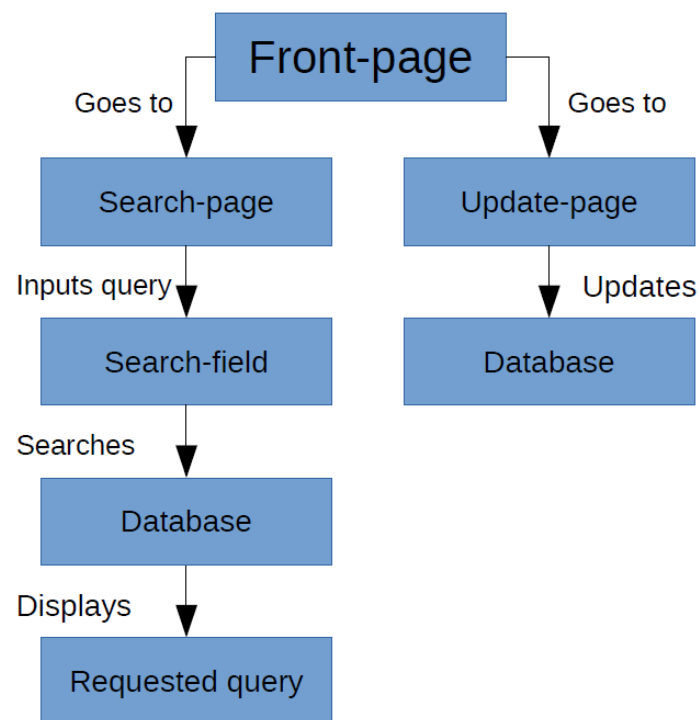 Front-page
Goes to
Goes to
Search-page
Update-page
Inputs query
Updates
Search-field
Database
Searches
Database
Displays
Requested query